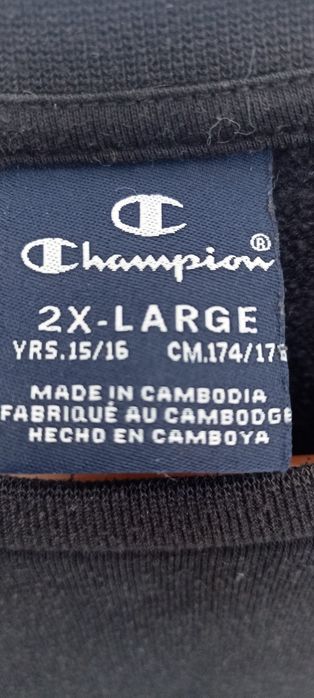 Champion®
2X-LARGE
YRS.15/16 CM.174/17
MADE IN CAMBODIA
FABRIQUÉ AU CAMBODGE
HECHO EN CAMBOYA